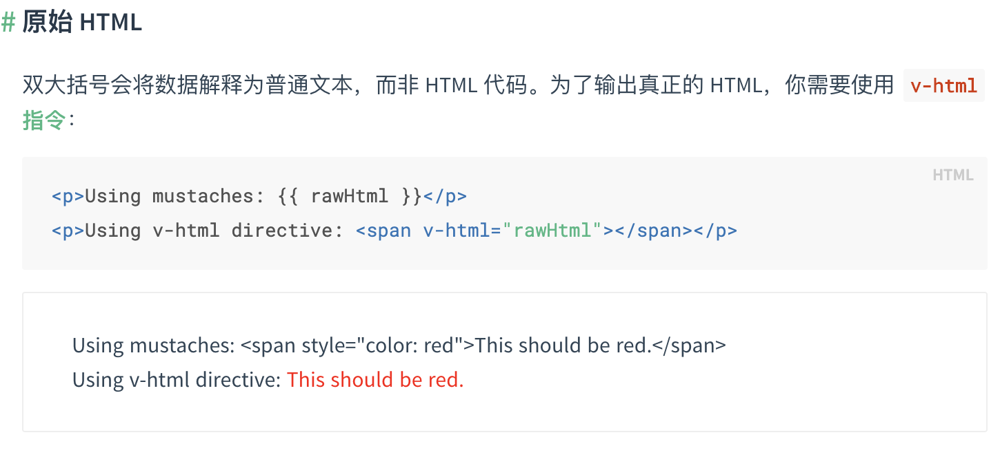 # 原始 HTML
双大括号会将数据解释为普通文本，而非 HTML 代码。为了输出真正的 HTML，你需要使用 v-html
指令：
HTML
<p>Using mustaches: {{ rawHtml }}</p>
<p>Using v-html directive: <span v-html="rawHtml"></span></p>
Using mustaches: <span style="color: red">This should be red.</span>
Using v-html directive: This should be red.